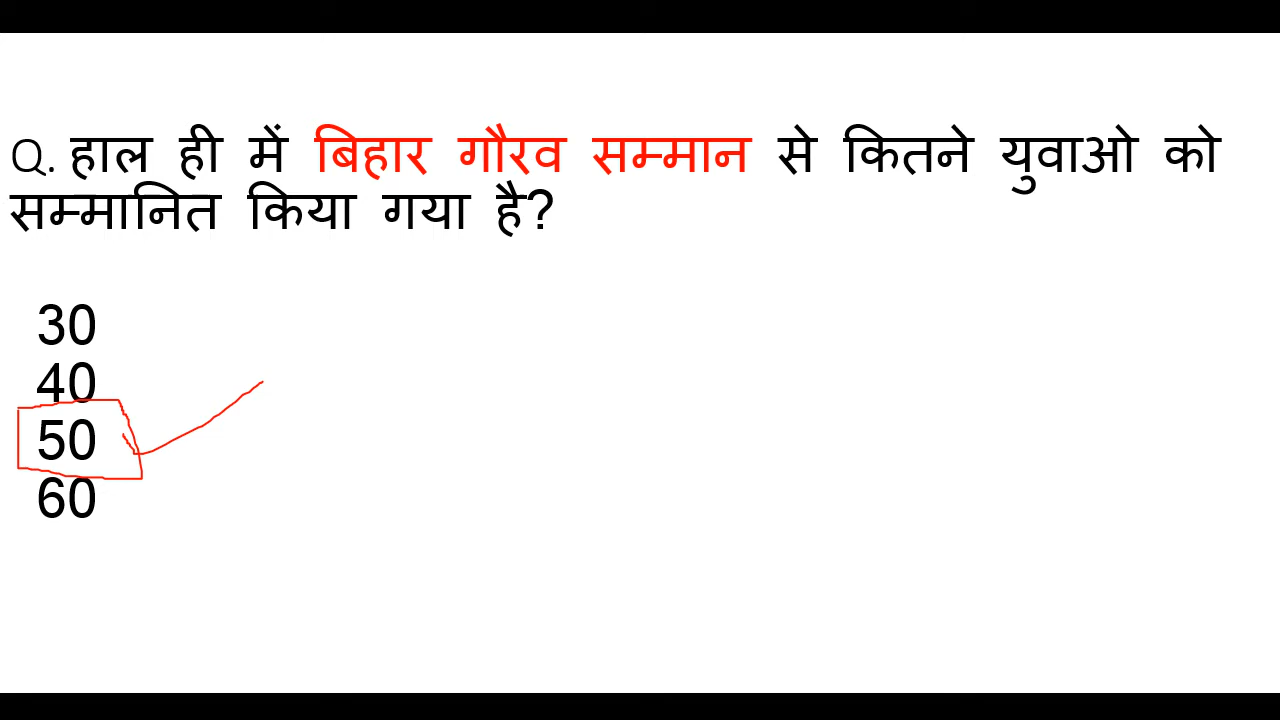 Q. हाल ही में बिहार गौरव सम्मान से कितने युवाओ को
सम्मानित किया गया है?
30
40
50
60